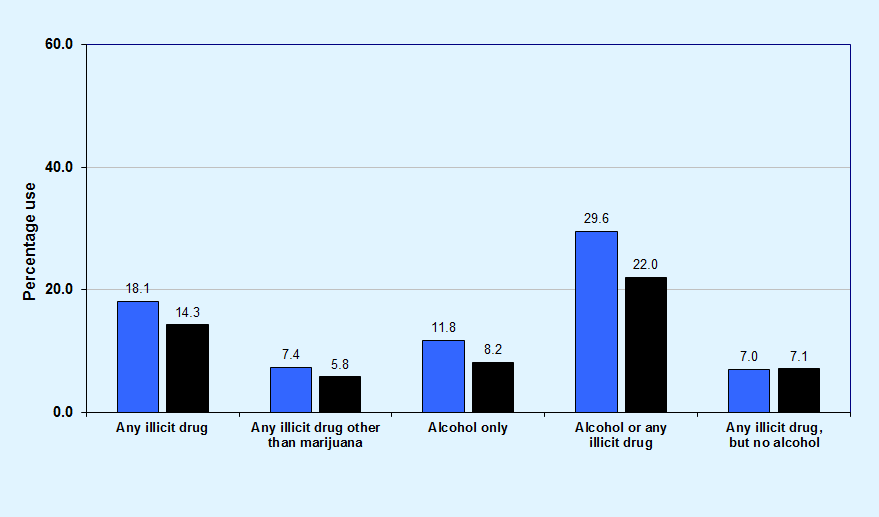 60.0
40.0
20.0
0.0
Percentage use
18.1
14.3
7.4
5.8
11.8
8.2
29.6
22.0
7.0
7.1
Any illicit drug
Any illicit drug other
than marijuana
Alcohol only
Alcohol or any
illicit drug
Any illicit drug,
but no alcohol